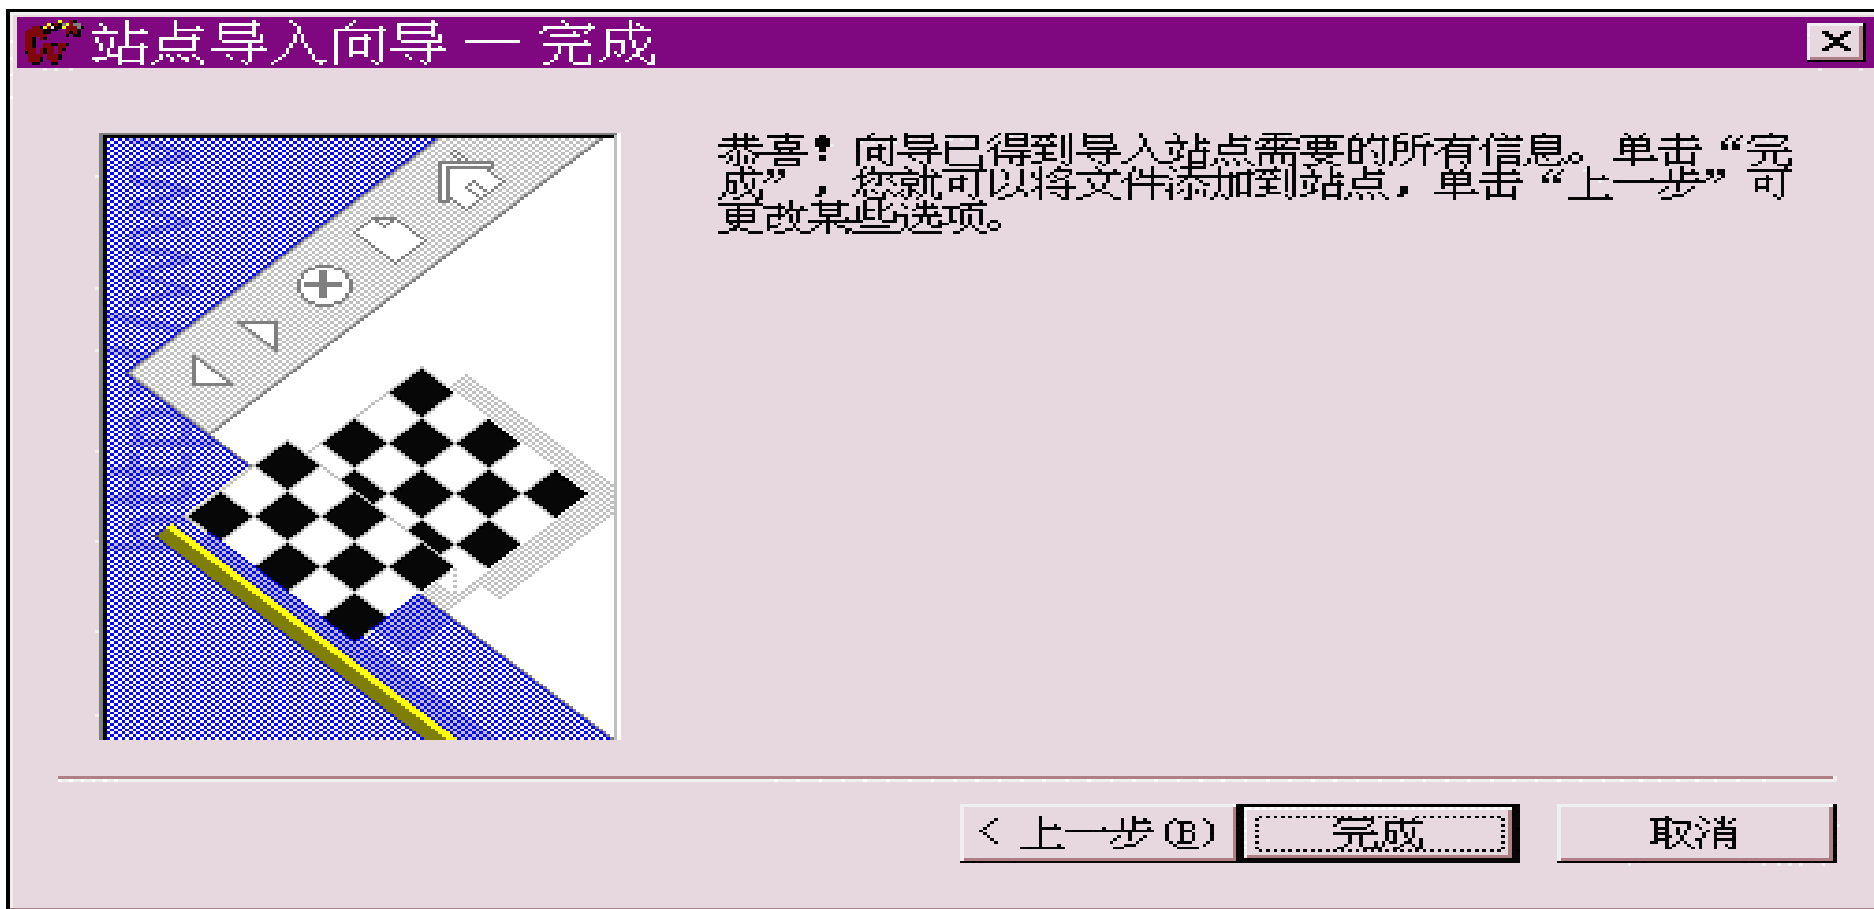 站点导入向导 — 完成
恭喜！向导已得到导入站点需要的所有信息。单击“完
成”，您就可以将文件添加到站点，单击“上一步”可
更改某些选项。
< 上一步(B)
完成
取消